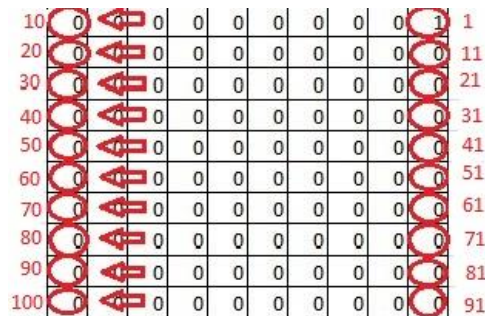 10 0 0 0 0 0 0 0 0 0 1 1
20 0 0 0 0 0 0 0 0 0 0 11
30 0 0 0 0 0 0 0 0 0 0 21
40 0 0 0 0 0 0 0 0 0 0 31
50 0 0 0 0 0 0 0 0 0 0 41
60 0 0 0 0 0 0 0 0 0 0 51
70 0 0 0 0 0 0 0 0 0 0 61
80 0 0 0 0 0 0 0 0 0 0 71
90 0 0 0 0 0 0 0 0 0 0 81
100 0 0 0 0 0 0 0 0 0 0 91